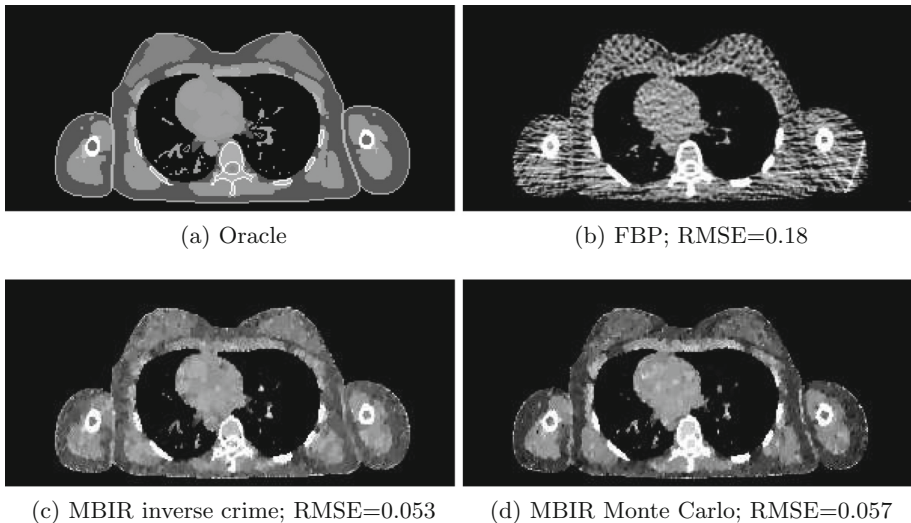 (a) Oracle
(b) FBP; RMSE=0.18
(c) MBIR inverse crime; RMSE=0.053
(d) MBIR Monte Carlo; RMSE=0.057